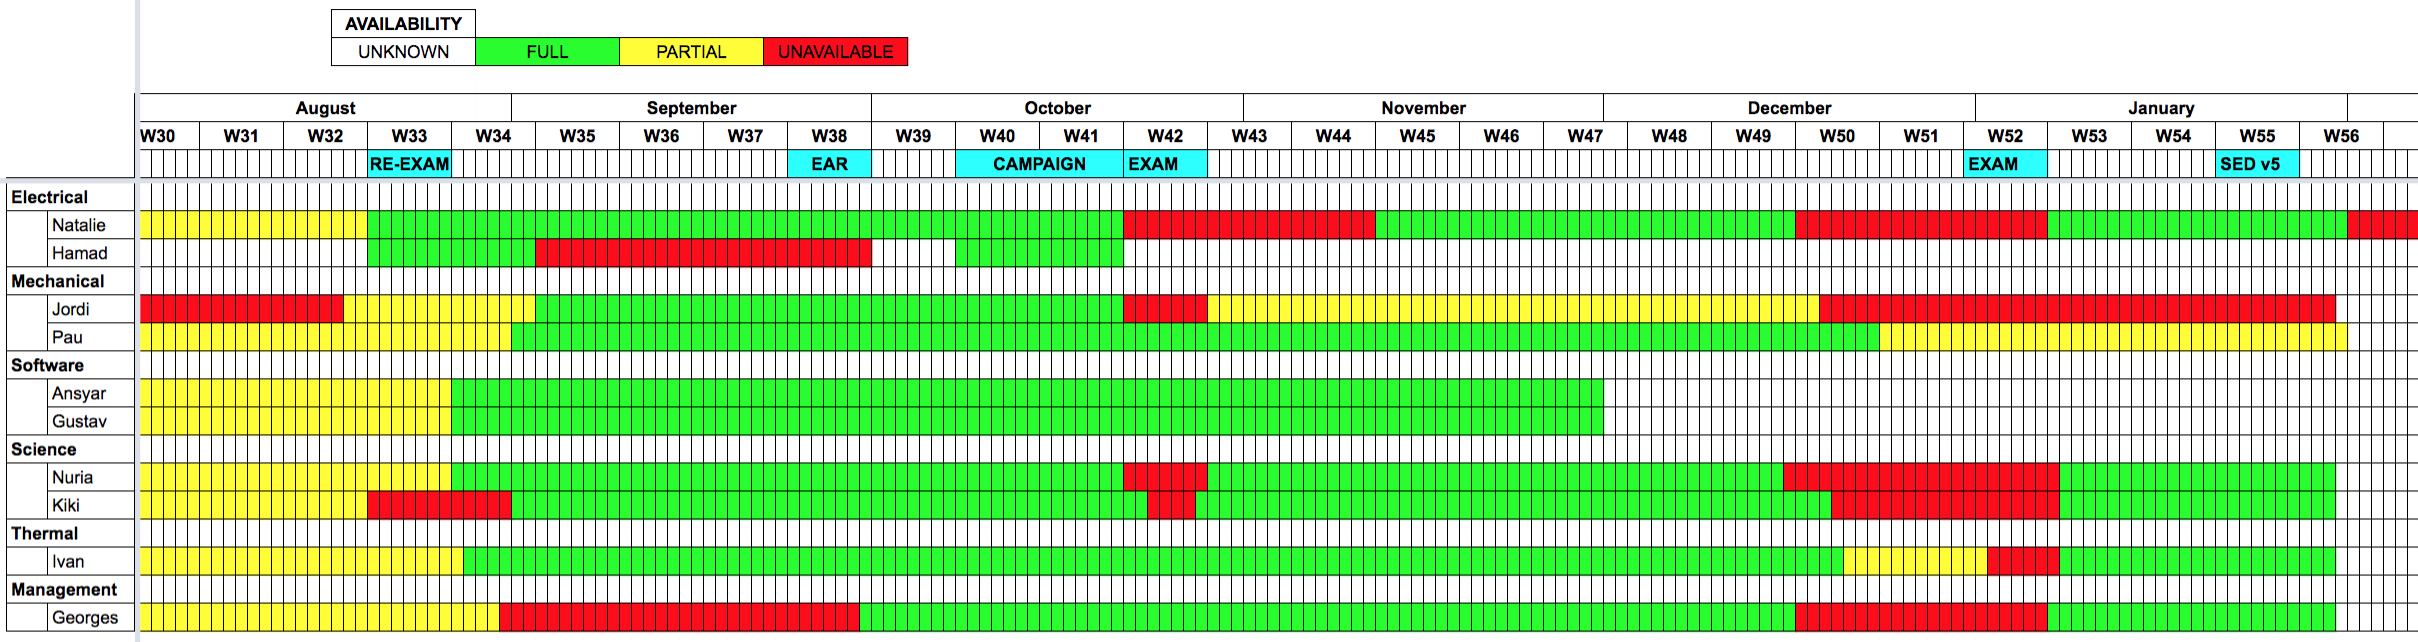 AVAILABILITY
UNKNOWN FULL PARTIAL UNAVAILABLE
August September October November December January
W30 W31 W32 W33 W34 W35 W36 W37 W38 W39 W40 W41 W42 W43 W44 W45 W46 W47 W48 W49 W50 W51 W52 W53 W54 W55 W56
RE-EXAM EAR CAMPAIGN EXAM EXAM SED v5
Electrical
Natalie
Hamad
Mechanical
Jordi
Pau
Software
Ansyar
Gustav
Science
Nuria
Kiki
Thermal
Ivan
Management
Georges